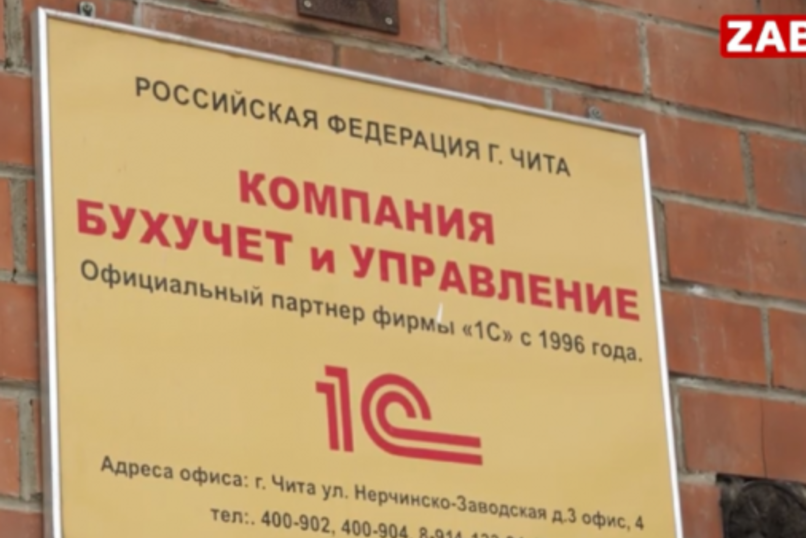 ZAB
РОССИЙСКАЯ ФЕДЕРАЦИЯ Г. ЧИТА
КОМПАНИЯ
БУХУЧЕТ и УПРАВЛЕНИЕ
Официальный партнер фирмы «1С» с 1996 года.
1С
Адреса офиса: г. Чита ул. Нерчинско-Заводская д.3 офис, 4
тел:. 400-902, 400-904,